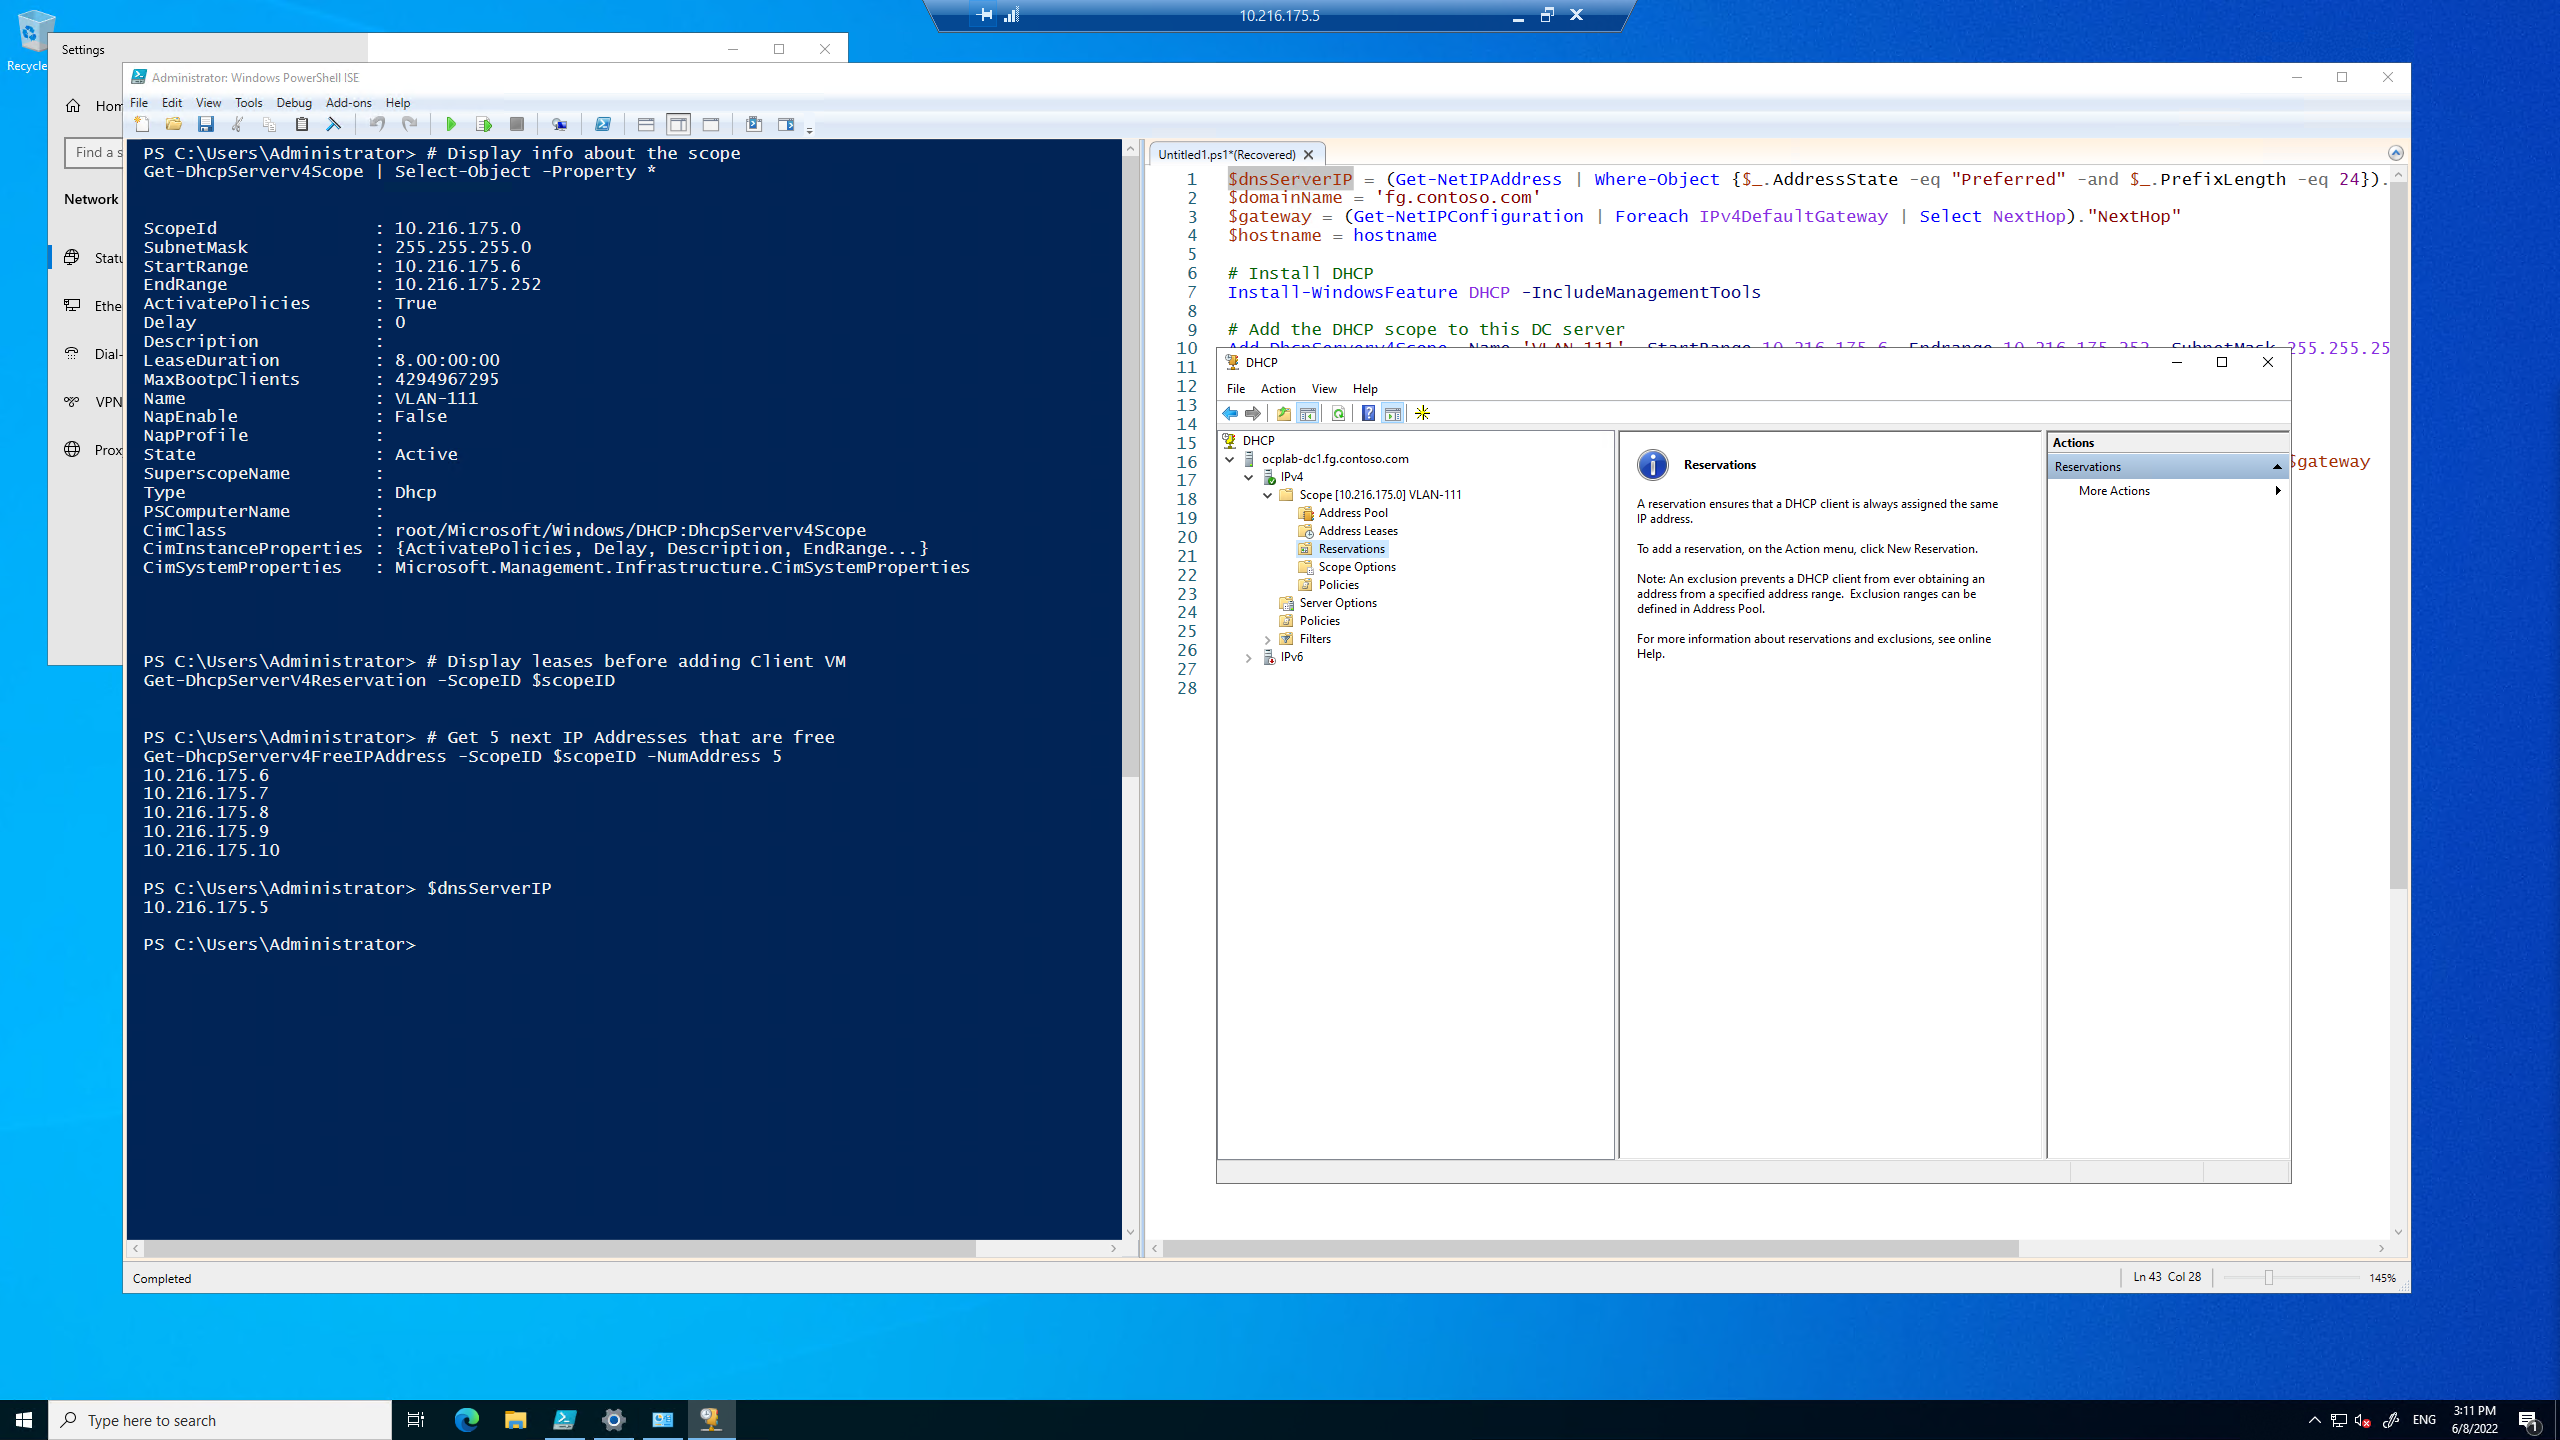 10.216.175.5
Recycle
Settings
Hom
Find a s
Network
Statu
Ethe
Dial-
VPN
Prox
Administrator: Windows PowerShell ISE
File Edit View Tools Debug Add-ons Help
PS C:\Users\Administrator> # Display info about the scope
Get-DhcpServerv4Scope | Select-Object -Property *
ScopeId : 10.216.175.0
SubnetMask : 255.255.255.0
StartRange : 10.216.175.6
EndRange : 10.216.175.252
ActivatePolicies : True
Delay : 0
Description :
LeaseDuration : 8.00:00:00
MaxBootpClients : 4294967295
Name : VLAN-111
NapEnable : False
NapProfile :
State : Active
SuperscopeName :
Type : Dhcp
PSComputerName :
CimClass : root/Microsoft/Windows/DHCP:DhcpServerv4Scope
CimInstanceProperties : {ActivatePolicies, Delay, Description, EndRange...}
CimSystemProperties : Microsoft.Management.Infrastructure.CimSystemProperties
PS C:\Users\Administrator> # Display leases before adding Client VM
Get-DhcpServerV4Reservation -ScopeID $scopeID
PS C:\Users\Administrator> # Get 5 next IP Addresses that are free
Get-DhcpServerv4FreeIPAddress -ScopeID $scopeID -NumAddress 5
10.216.175.6
10.216.175.7
10.216.175.8
10.216.175.9
10.216.175.10
PS C:\Users\Administrator> $dnsServerIP
10.216.175.5
PS C:\Users\Administrator>
Untitled1.ps1*(Recovered)
1 $dnsServerIP = (Get-NetIPAddress | Where-Object {$_.AddressState -eq "Preferred" -and $_.PrefixLength -eq 24}).
2 $domainName = 'fg.contoso.com'
3 $gateway = (Get-NetIPConfiguration | Foreach IPv4DefaultGateway | Select NextHop)."NextHop"
4 $hostname = hostname
5
6 # Install DHCP
7 Install-WindowsFeature DHCP -IncludeManagementTools
8
9 # Add the DHCP scope to this DC server
10 Add-DhcpServerv4Scope -Name 'VLAN-111' -StartRange 10.216.175.6 -Endrange 10.216.175.252 -SubnetMask 255.255.25
11
12
13
14
15
16 $gateway
17
18
19
20
21
22
23
24
25
26
27
28
DHCP
File Action View Help
DHCP
ocplab-dc1.fg.contoso.com
IPv4
Scope [10.216.175.0] VLAN-111
Address Pool
Address Leases
Reservations
Scope Options
Policies
Server Options
Policies
Filters
IPv6
Reservations
A reservation ensures that a DHCP client is always assigned the same
IP address.
To add a reservation, on the Action menu, click New Reservation.
Note: An exclusion prevents a DHCP client from ever obtaining an
address from a specified address range. Exclusion ranges can be
defined in Address Pool.
For more information about reservations and exclusions, see online
Help.
Actions
Reservations
More Actions
Completed
Ln 43 Col 28
145%
Type here to search
ENG
3:11 PM
6/8/2022
1